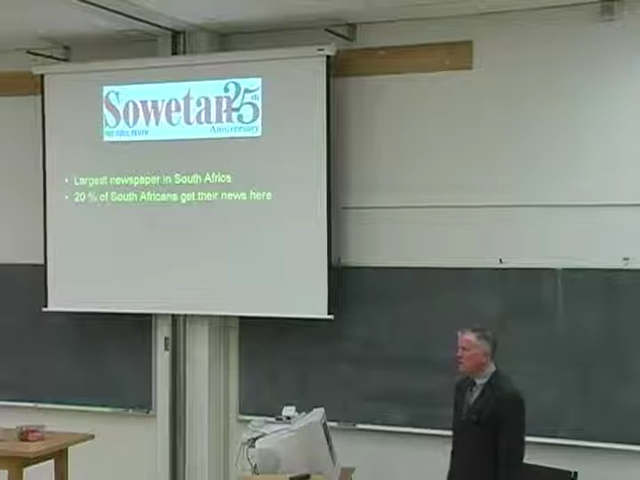 Sowetan 25th
Anniversary
• Largest newspaper in South Africa
• 20 % of South Africans get their news here